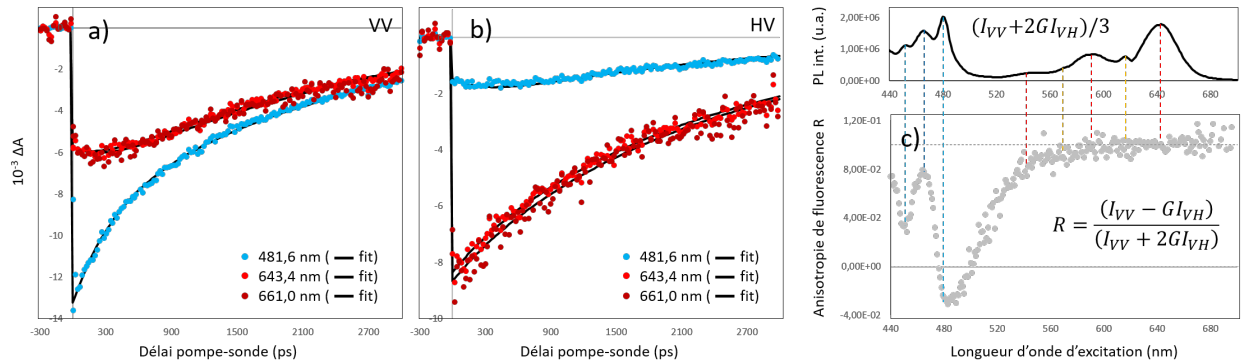 a)
VV
10⁻³ ΔA
-2
-4
-6
-8
-10
-12
-14
481,6 nm ( — fit)
643,4 nm ( — fit)
661,0 nm ( — fit)
-300 300 900 1500 2100 2700
Délai pompe-sonde (ps)
b)
HV
-2
-4
-6
-8
-10
481,6 nm ( — fit)
643,4 nm ( — fit)
661,0 nm ( — fit)
-300 300 900 1500 2100 2700
Délai pompe-sonde (ps)
PL int. (u.a.)
2,00E+06
1,00E+06
0,00E+00
(I_VV+2GI_VH)/3
440 480 520 560 600 640 680
Anisotropie de fluorescence R
1,20E-01
8,00E-02
4,00E-02
0,00E+00
-4,00E-02
c)
R = (I_VV − GI_VH)/(I_VV + 2GI_VH)
440 480 520 560 600 640 680
Longueur d'onde d'excitation (nm)